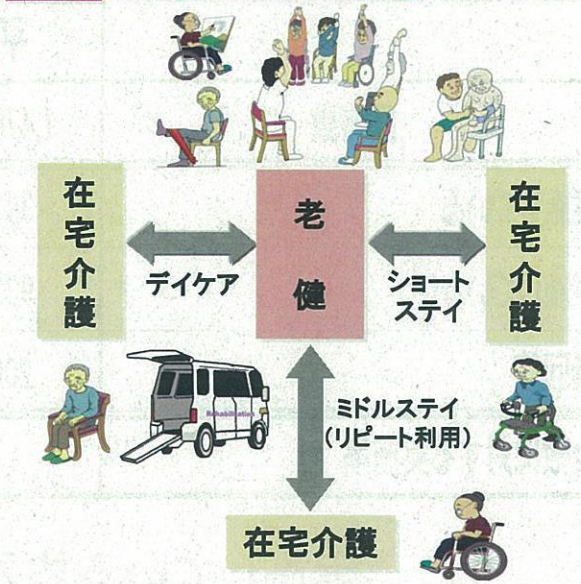 在宅介護
老健
在宅介護
デイケア
ショート
ステイ
Rehabilitation
ミドルステイ
(リピート利用)
在宅介護